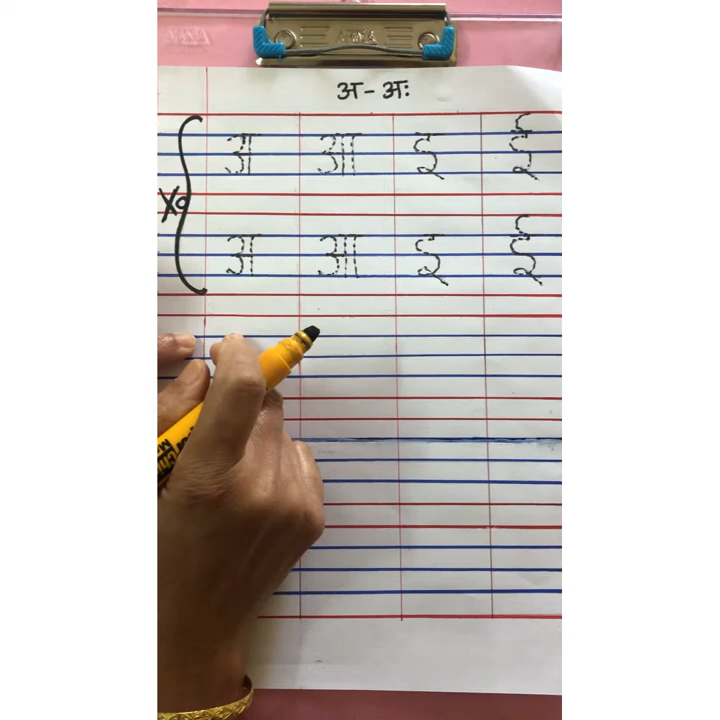 अ - अः
अ आ इ ई
अ आ इ ई